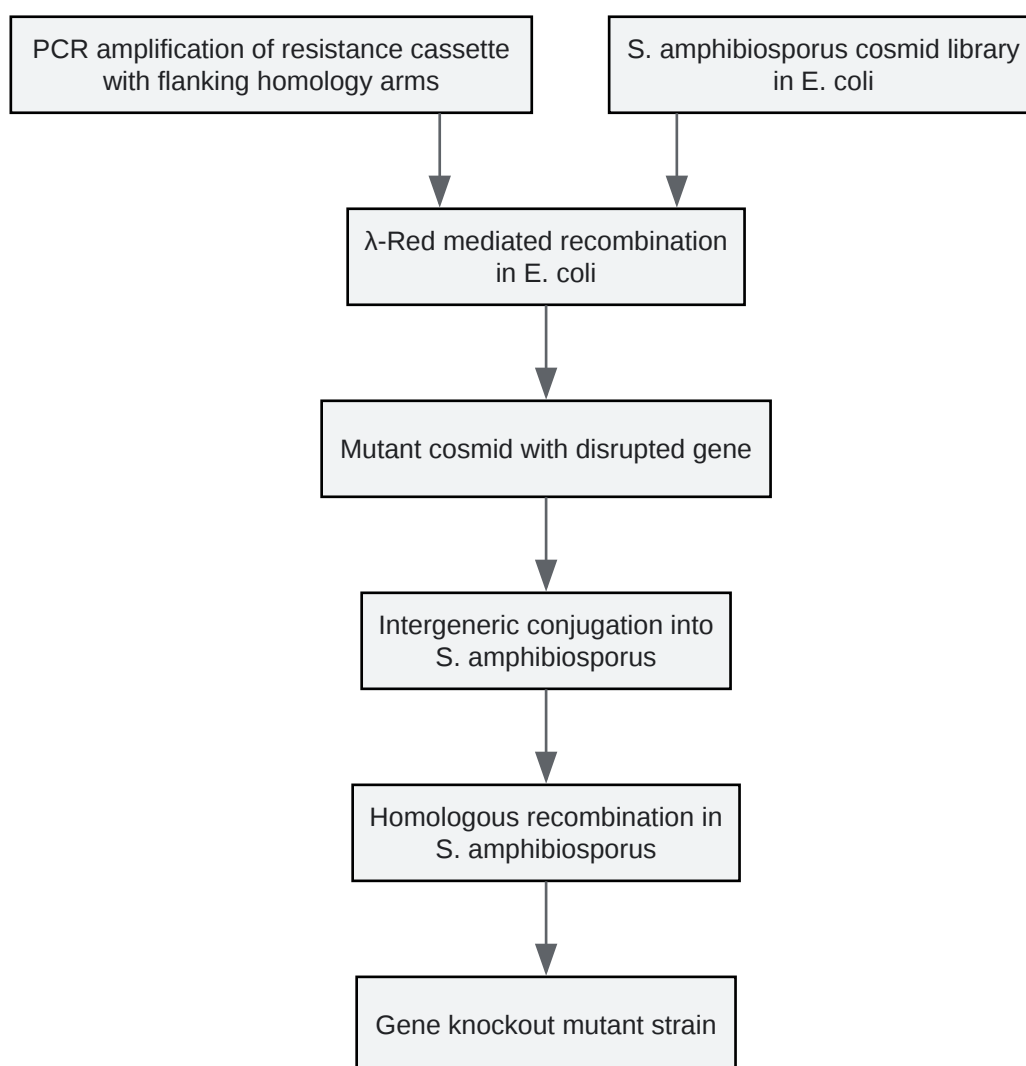 PCR amplification of resistance cassette
with flanking homology arms
S. amphibiosporus cosmid library
in E. coli
λ-Red mediated recombination
in E. coli
Mutant cosmid with disrupted gene
Intergeneric conjugation into
S. amphibiosporus
Homologous recombination in
S. amphibiosporus
Gene knockout mutant strain